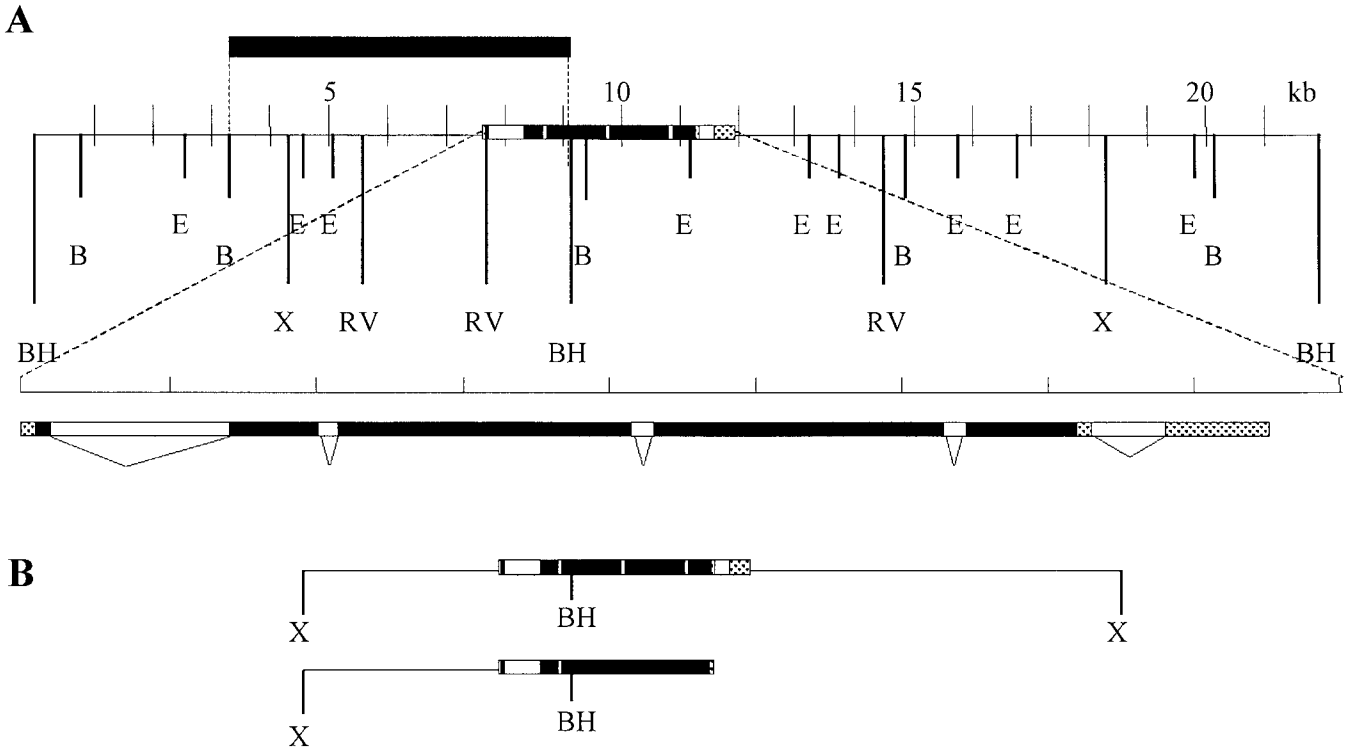 A
5 10 15 20 kb
E E E E E E E E E
B B B B B
X RV RV RV X
BH BH BH
B
BH
X X
BH
X